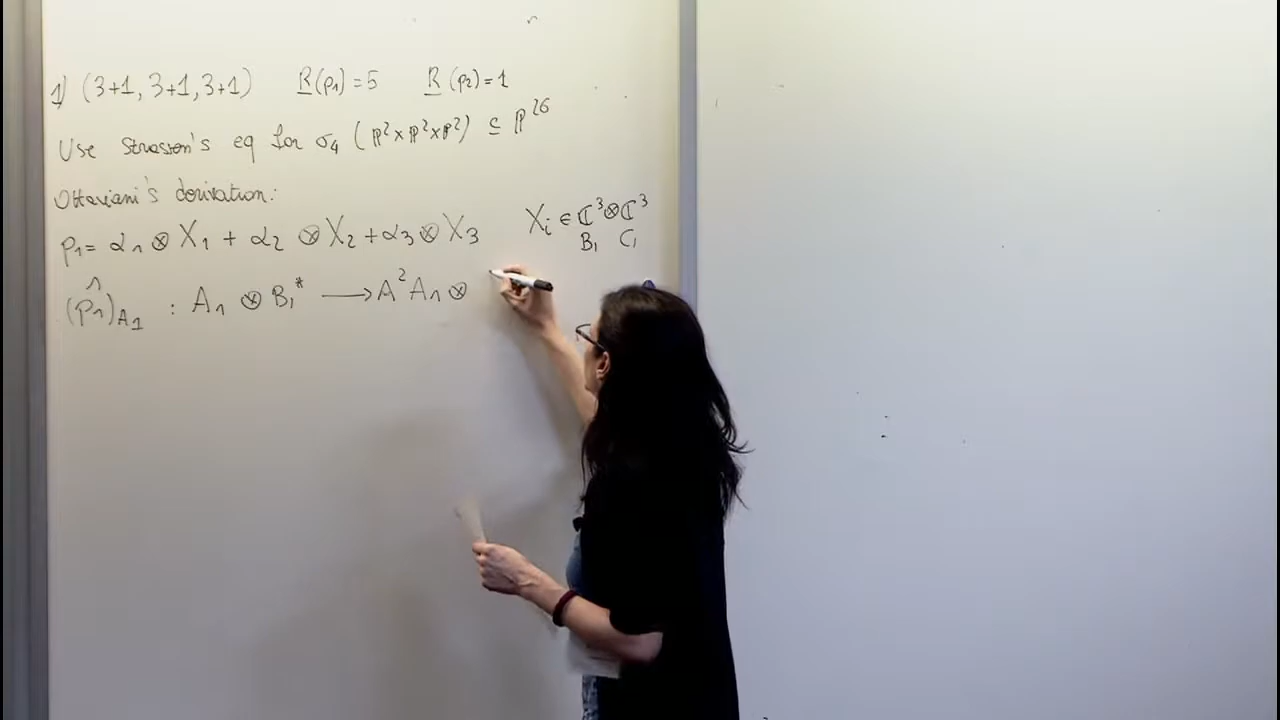 1) (3+1, 3+1, 3+1) R(p1) = 5 R(p2) = 1
Use Strassen's eq for σ4 (ℙ² × ℙ² × ℙ²) ⊆ ℙ²⁶
Ottaviani's derivation:
p1 = α1 ⊗ X1 + α2 ⊗ X2 + α3 ⊗ X3 Xi ∈ ℂ³ ⊗ ℂ³
B1 C1
(p̂1)A1 : A1 ⊗ B1* ⟶ Λ²A1 ⊗